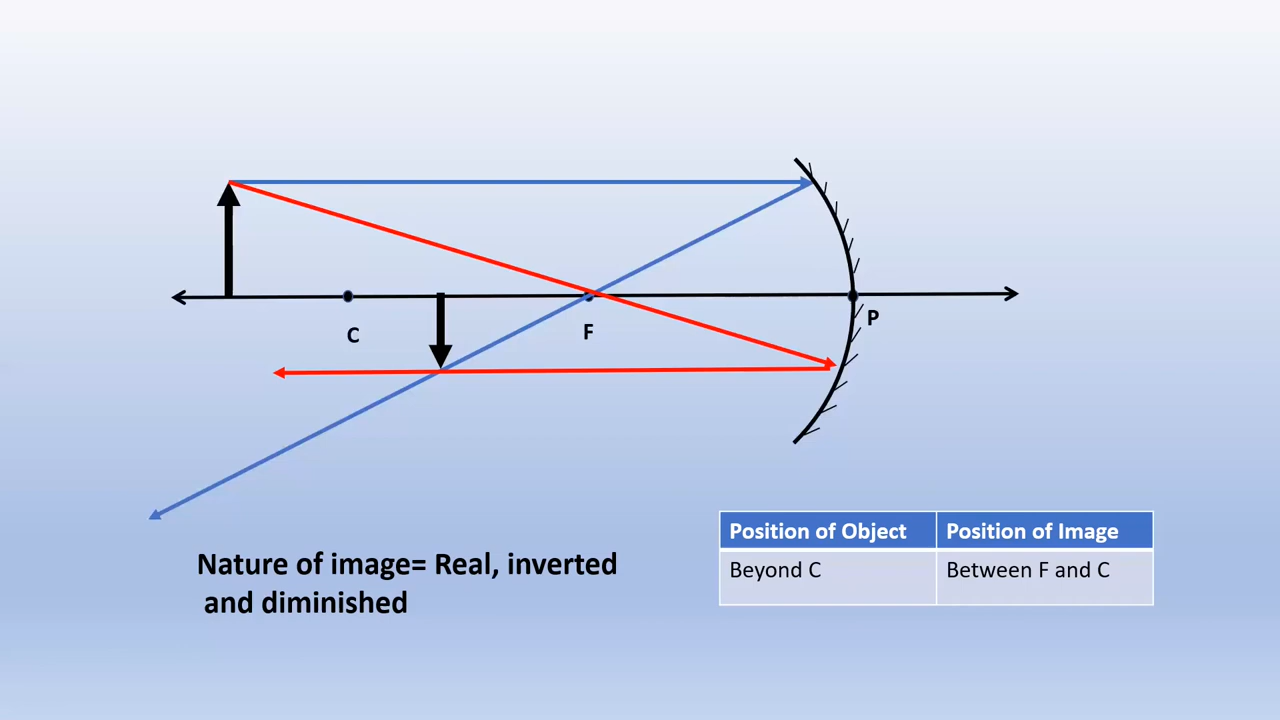 C
F
P
Nature of image= Real, inverted
and diminished
Position of Object
Position of Image
Beyond C
Between F and C